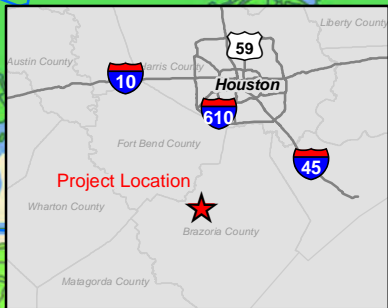 Liberty County
59
Austin County
Harris County
10
Houston
610
Fort Bend County
45
Project Location
Wharton County
Brazoria County
Matagorda County